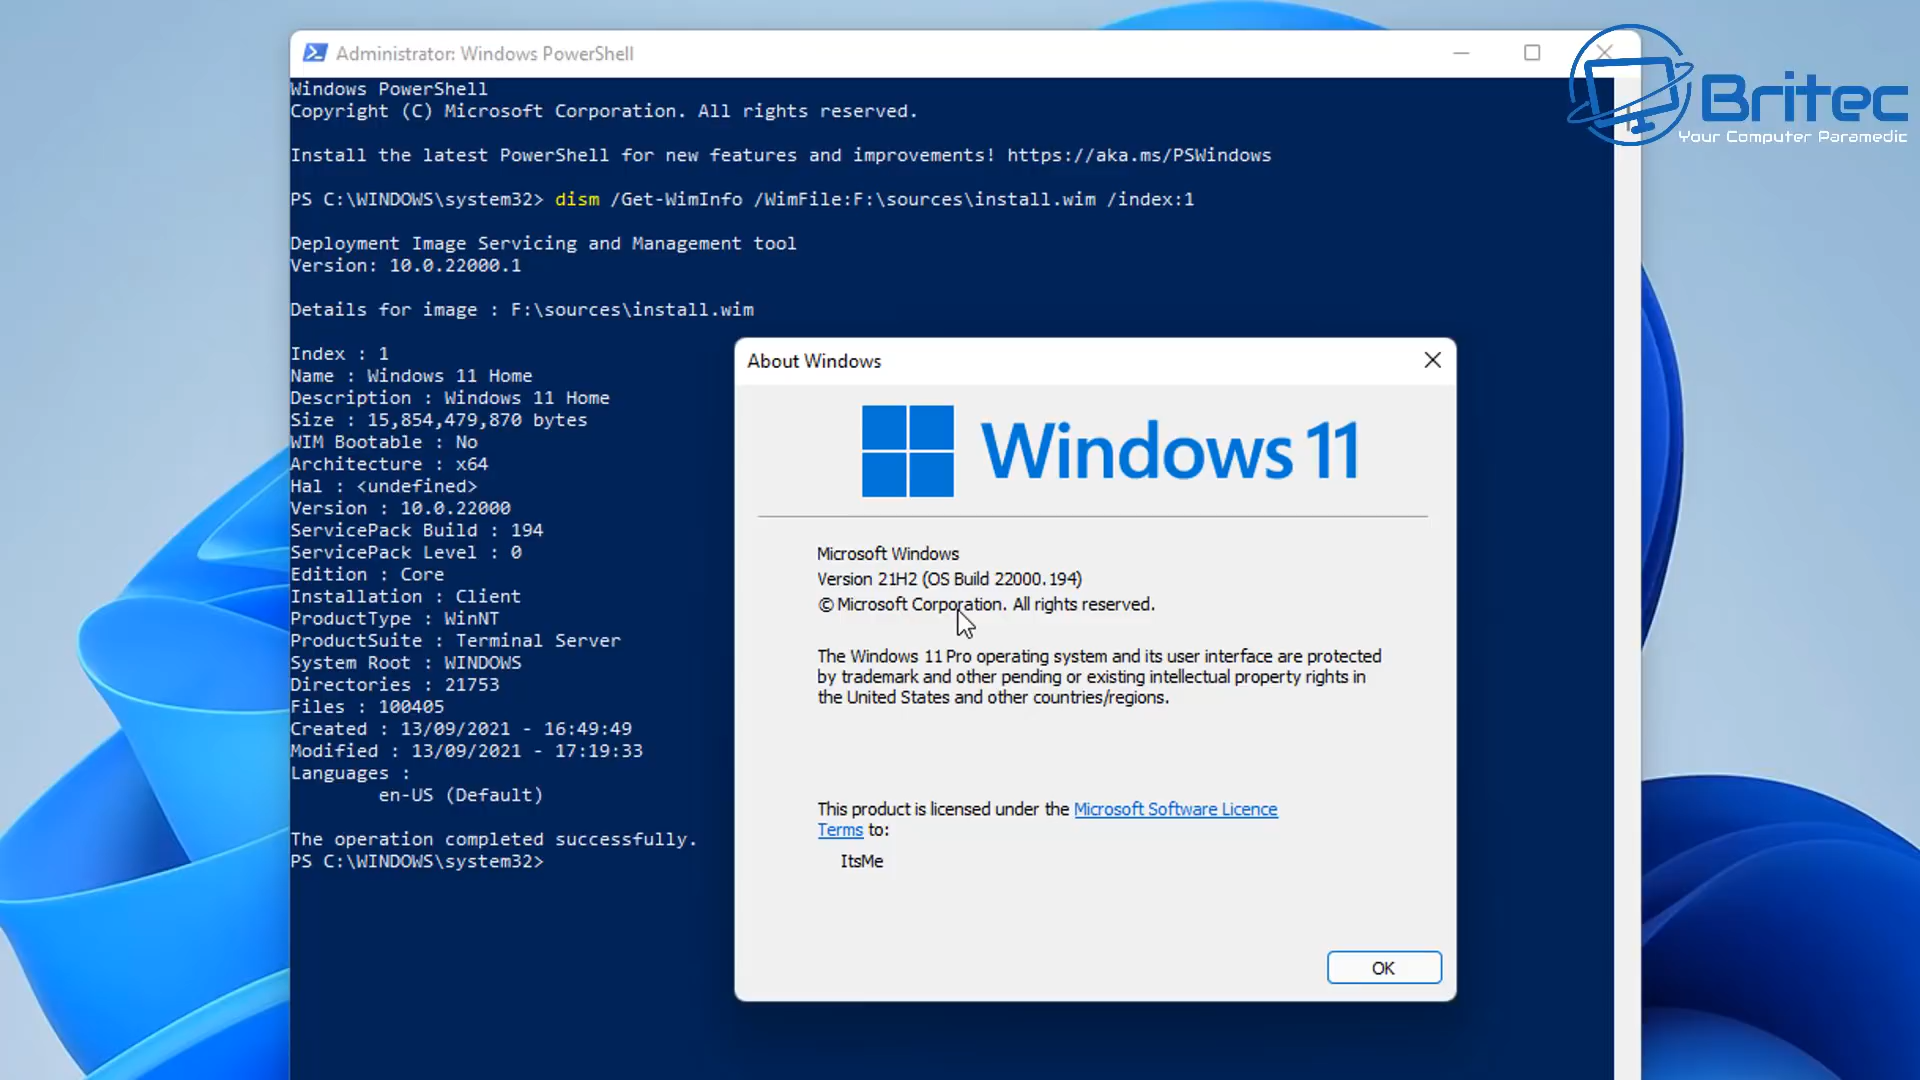 Administrator: Windows PowerShell
Britec
Your Computer Paramedic
Windows PowerShell
Copyright (C) Microsoft Corporation. All rights reserved.
Install the latest PowerShell for new features and improvements! https://aka.ms/PSWindows
PS C:\WINDOWS\system32> dism /Get-WimInfo /WimFile:F:\sources\install.wim /index:1
Deployment Image Servicing and Management tool
Version: 10.0.22000.1
Details for image : F:\sources\install.wim
Index : 1
Name : Windows 11 Home
Description : Windows 11 Home
Size : 15,854,479,870 bytes
WIM Bootable : No
Architecture : x64
Hal : <undefined>
Version : 10.0.22000
ServicePack Build : 194
ServicePack Level : 0
Edition : Core
Installation : Client
ProductType : WinNT
ProductSuite : Terminal Server
System Root : WINDOWS
Directories : 21753
Files : 100405
Created : 13/09/2021 - 16:49:49
Modified : 13/09/2021 - 17:19:33
Languages :
en-US (Default)
The operation completed successfully.
PS C:\WINDOWS\system32>
About Windows
Windows 11
Microsoft Windows
Version 21H2 (OS Build 22000.194)
© Microsoft Corporation. All rights reserved.
The Windows 11 Pro operating system and its user interface are protected
by trademark and other pending or existing intellectual property rights in
the United States and other countries/regions.
This product is licensed under the Microsoft Software Licence
Terms to:
ItsMe
OK